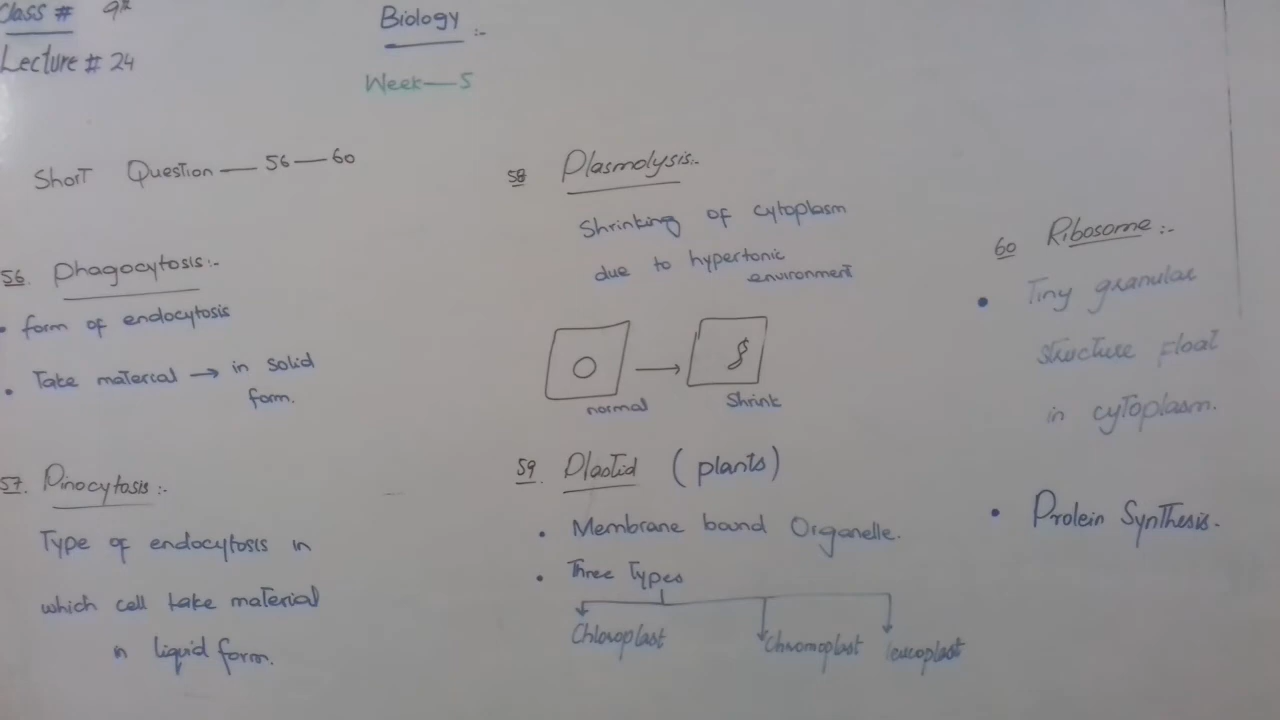 Class # 9th
Lecture # 24
Biology :-
Week — 5
Short Question — 56 — 60
56. Phagocytosis :-
• form of endocytosis
• Take material → in solid
form.
57. Pinocytosis :-
Type of endocytosis in
which cell take material
in liquid form.
58 Plasmolysis :-
Shrinking of cytoplasm
due to hypertonic
environment
normal
Shrink
59. Plastid (plants)
• Membrane bound Organelle.
• Three Types
Chloroplast Chromoplast leucoplast
60 Ribosome :-
• Tiny granular
structure float
in cytoplasm.
• Protein Synthesis.